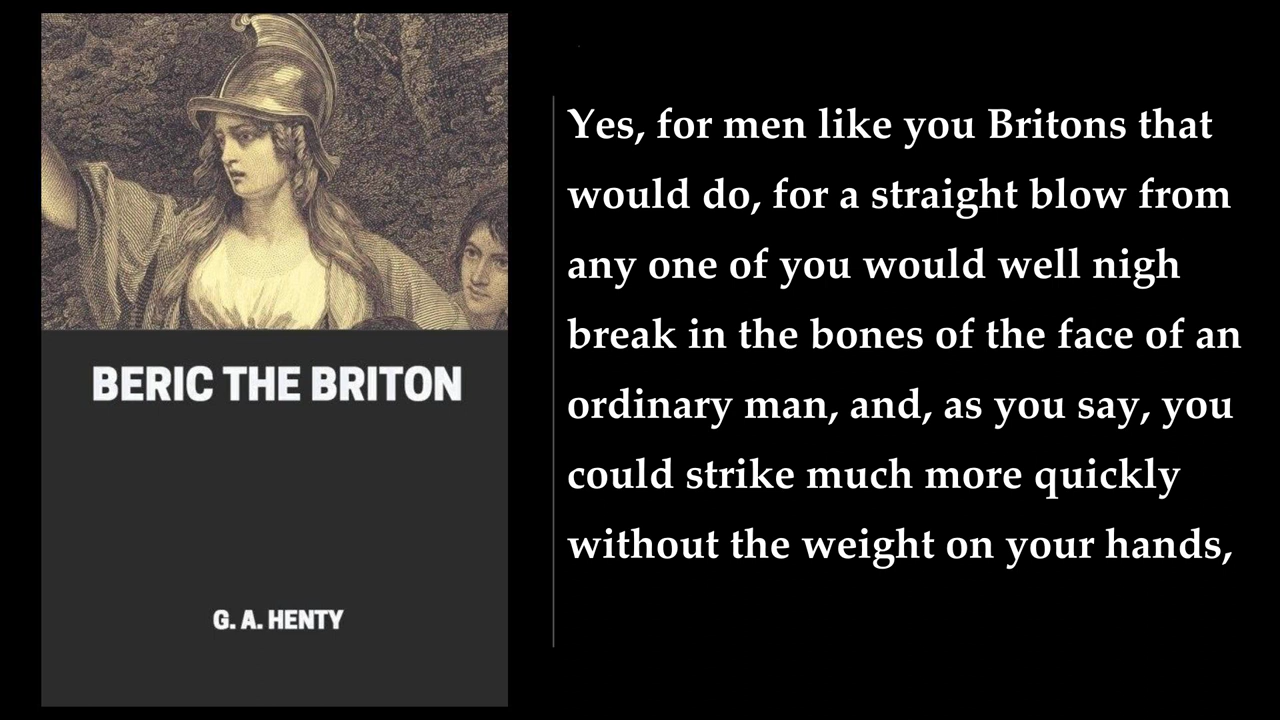 BERIC THE BRITON
G. A. HENTY
Yes, for men like you Britons that
would do, for a straight blow from
any one of you would well nigh
break in the bones of the face of an
ordinary man, and, as you say, you
could strike much more quickly
without the weight on your hands,